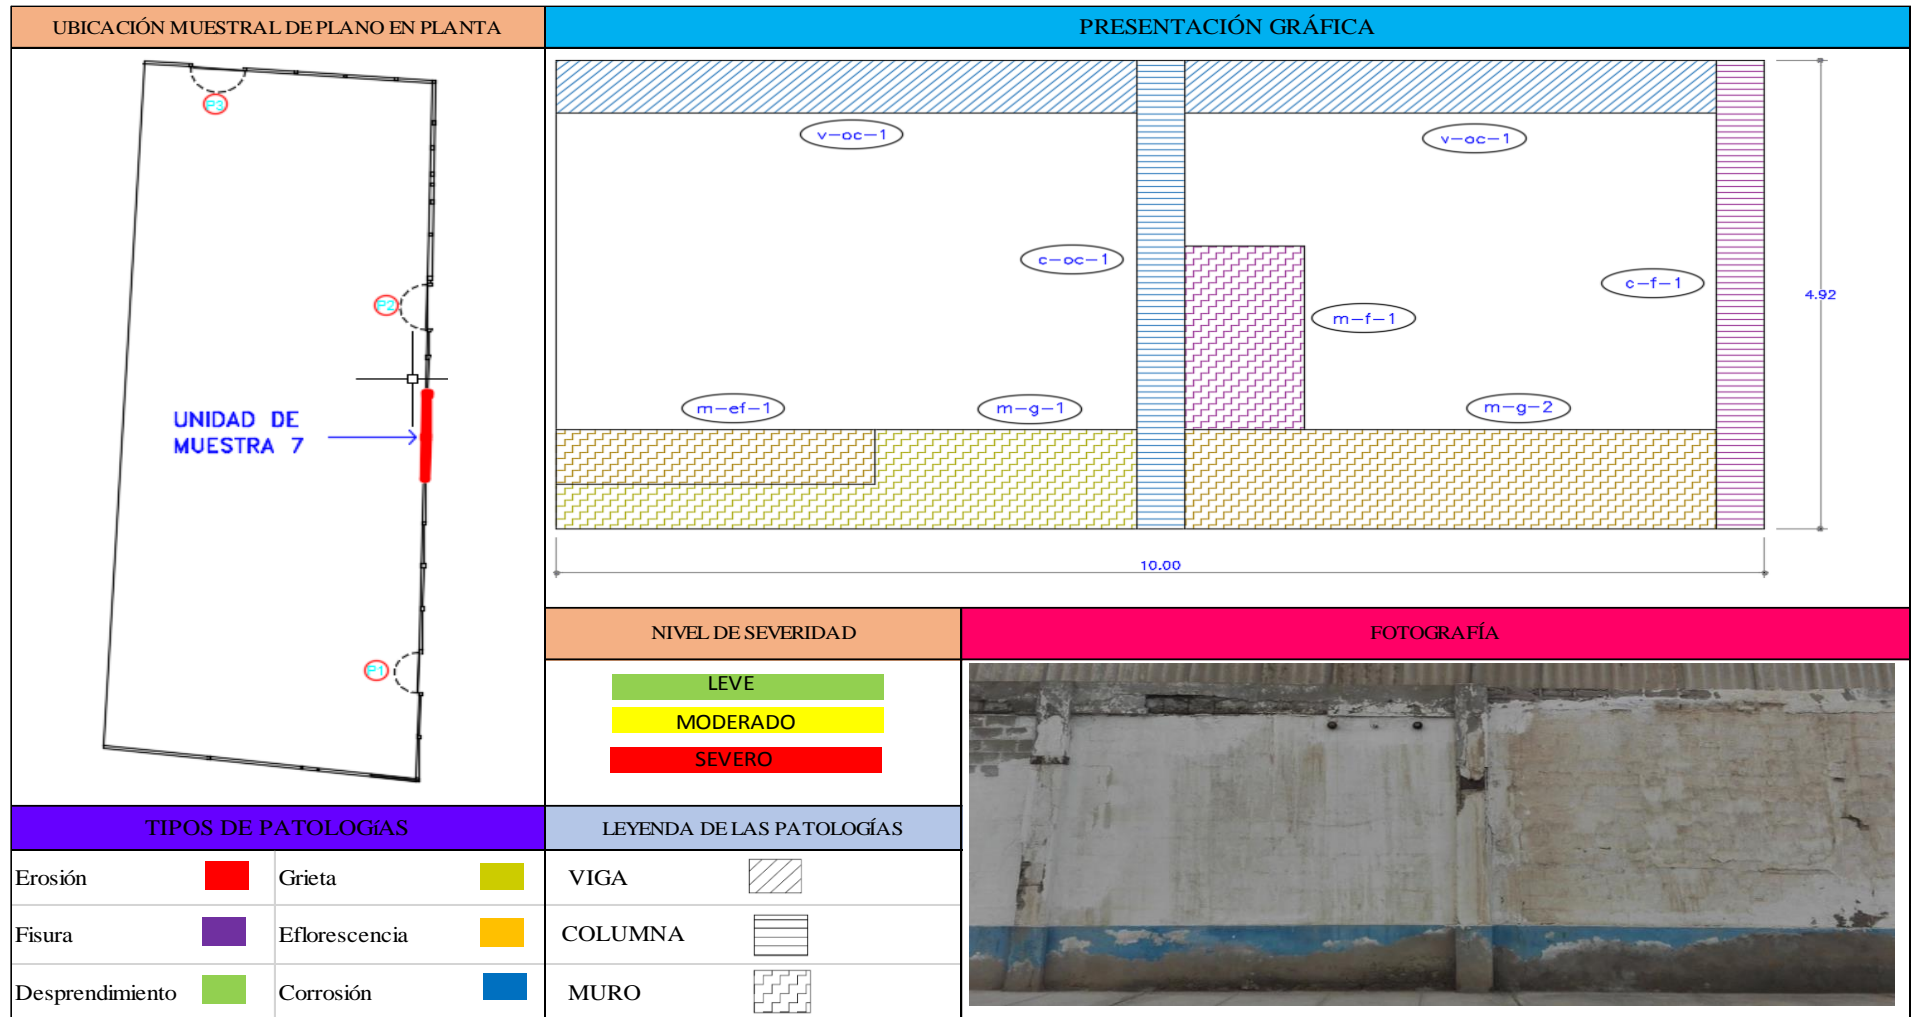 UBICACIÓN MUESTRAL DE PLANO EN PLANTA
PRESENTACIÓN GRÁFICA
P3
P2
UNIDAD DE
MUESTRA 7
P1
v-oc-1
v-oc-1
c-oc-1
c-f-1
m-f-1
4.92
m-ef-1
m-g-1
m-g-2
10.00
NIVEL DE SEVERIDAD
LEVE
MODERADO
SEVERO
FOTOGRAFÍA
TIPOS DE PATOLOGíAS
Erosión
Grieta
Fisura
Eflorescencia
Desprendimiento
Corrosión
LEYENDA DE LAS PATOLOGÍAS
VIGA
COLUMNA
MURO